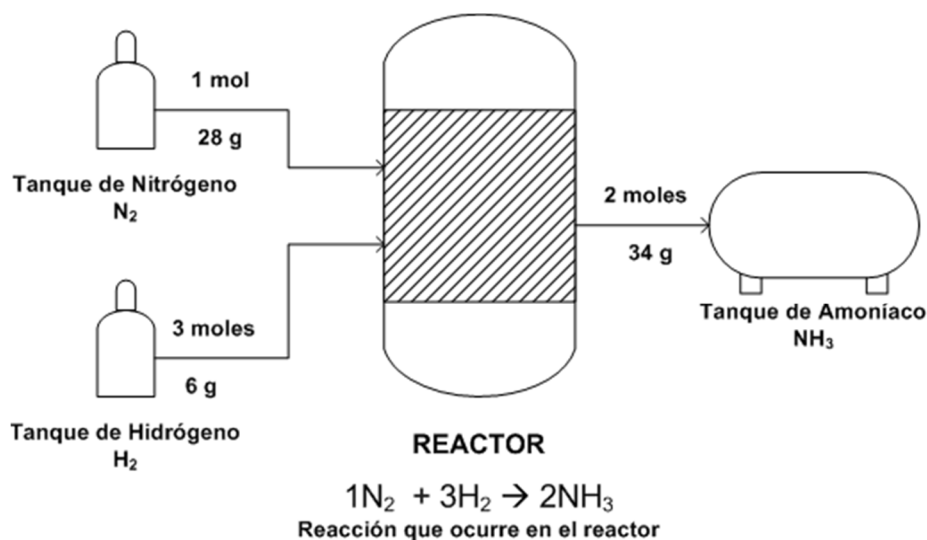 1 mol
28 g
Tanque de Nitrógeno
N₂
3 moles
6 g
Tanque de Hidrógeno
H₂
2 moles
34 g
Tanque de Amoníaco
NH₃
REACTOR
1N₂ + 3H₂ → 2NH₃
Reacción que ocurre en el reactor